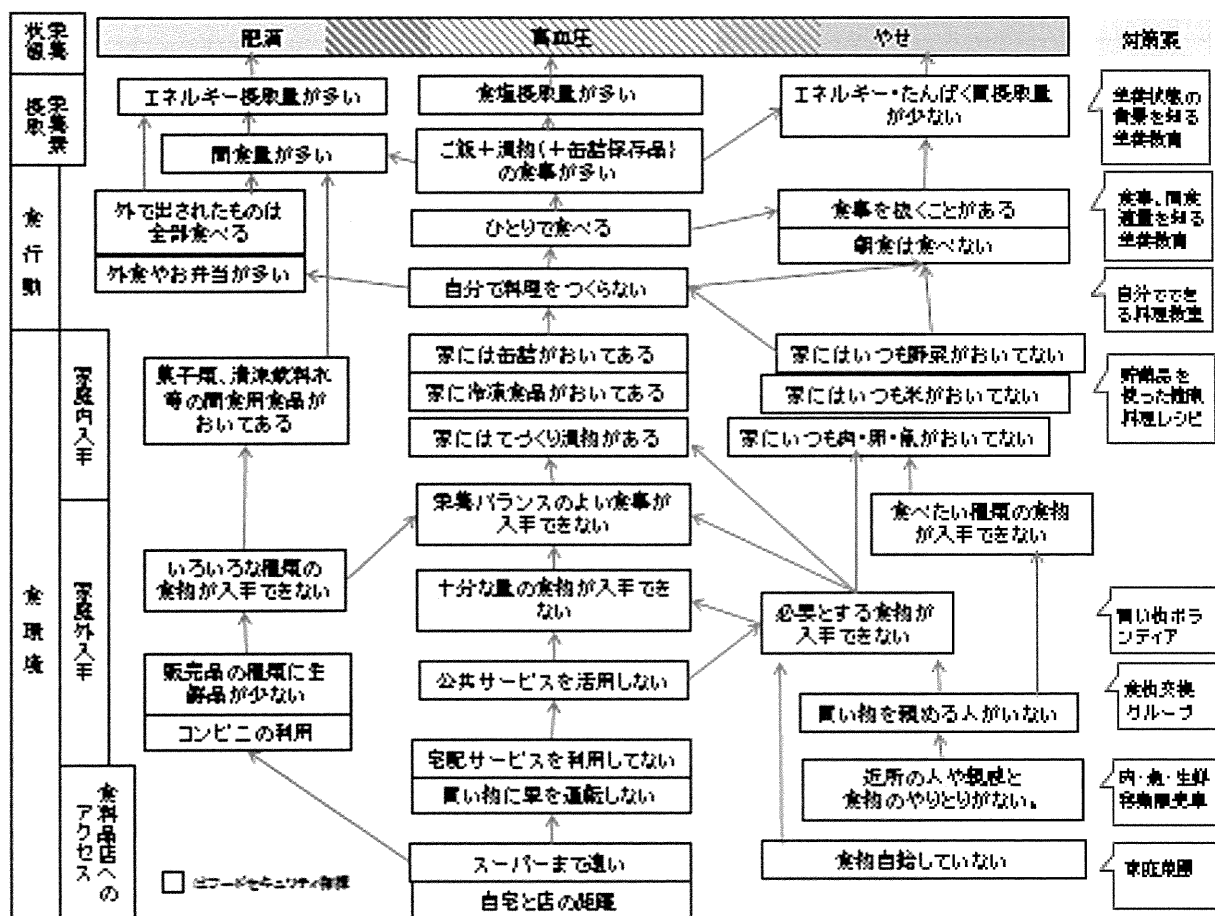 栄養
状態
肥満
高血圧
やせ
対策案
栄養素
摂取
エネルギー摂取量が多い
食塩摂取量が多い
エネルギー・たんぱく質摂取量
が少ない
栄養状態の
背景を知る
栄養教育
間食量が多い
ご飯+漬物(+缶詰保存品)
の食事が多い
食行動
外で出されたものは
全部食べる
外食やお弁当が多い
ひとりで食べる
自分で料理をつくらない
食事を抜くことがある
朝食は食べない
食事、間食
適量を知る
栄養教育
自分ででき
る料理教室
食環境
家庭内入手
菓子類、清涼飲料水
等の間食用食品が
おいてある
家には缶詰がおいてある
家に冷凍食品がおいてある
家にはてづくり漬物がある
家にはいつも野菜がおいてない
家にはいつも米がおいてない
家にいつも肉・卵・魚がおいてない
貯蔵品を
使った健康
料理レシピ
家庭外入手
栄養バランスのよい食事が
入手できない
食べたい種類の食物
が入手できない
いろいろな種類の
食物が入手できない
十分な量の食物が入手でき
ない
必要とする食物が
入手できない
買い物ボラ
ンティア
販売品の種類に生
鮮品が少ない
コンビニの利用
公共サービスを活用しない
買い物を頼める人がいない
食物交換
グループ
宅配サービスを利用してない
買い物に車を運転しない
近所の人や親戚と
食物のやりとりがない。
肉・魚・生鮮
移動販売車
食料品店への
アクセス
スーパーまで遠い
自宅と店の距離
食物自給していない
家庭菜園
はフードセキュリティ指標